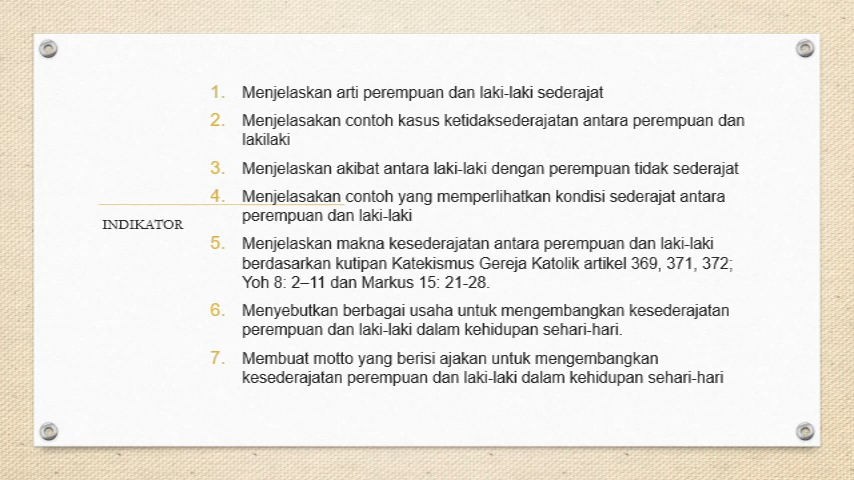 INDIKATOR
1. Menjelaskan arti perempuan dan laki-laki sederajat
2. Menjelasakan contoh kasus ketidaksederajatan antara perempuan dan
lakilaki
3. Menjelaskan akibat antara laki-laki dengan perempuan tidak sederajat
4. Menjelasakan contoh yang memperlihatkan kondisi sederajat antara
perempuan dan laki-laki
5. Menjelaskan makna kesederajatan antara perempuan dan laki-laki
berdasarkan kutipan Katekismus Gereja Katolik artikel 369, 371, 372;
Yoh 8: 2–11 dan Markus 15: 21-28.
6. Menyebutkan berbagai usaha untuk mengembangkan kesederajatan
perempuan dan laki-laki dalam kehidupan sehari-hari.
7. Membuat motto yang berisi ajakan untuk mengembangkan
kesederajatan perempuan dan laki-laki dalam kehidupan sehari-hari